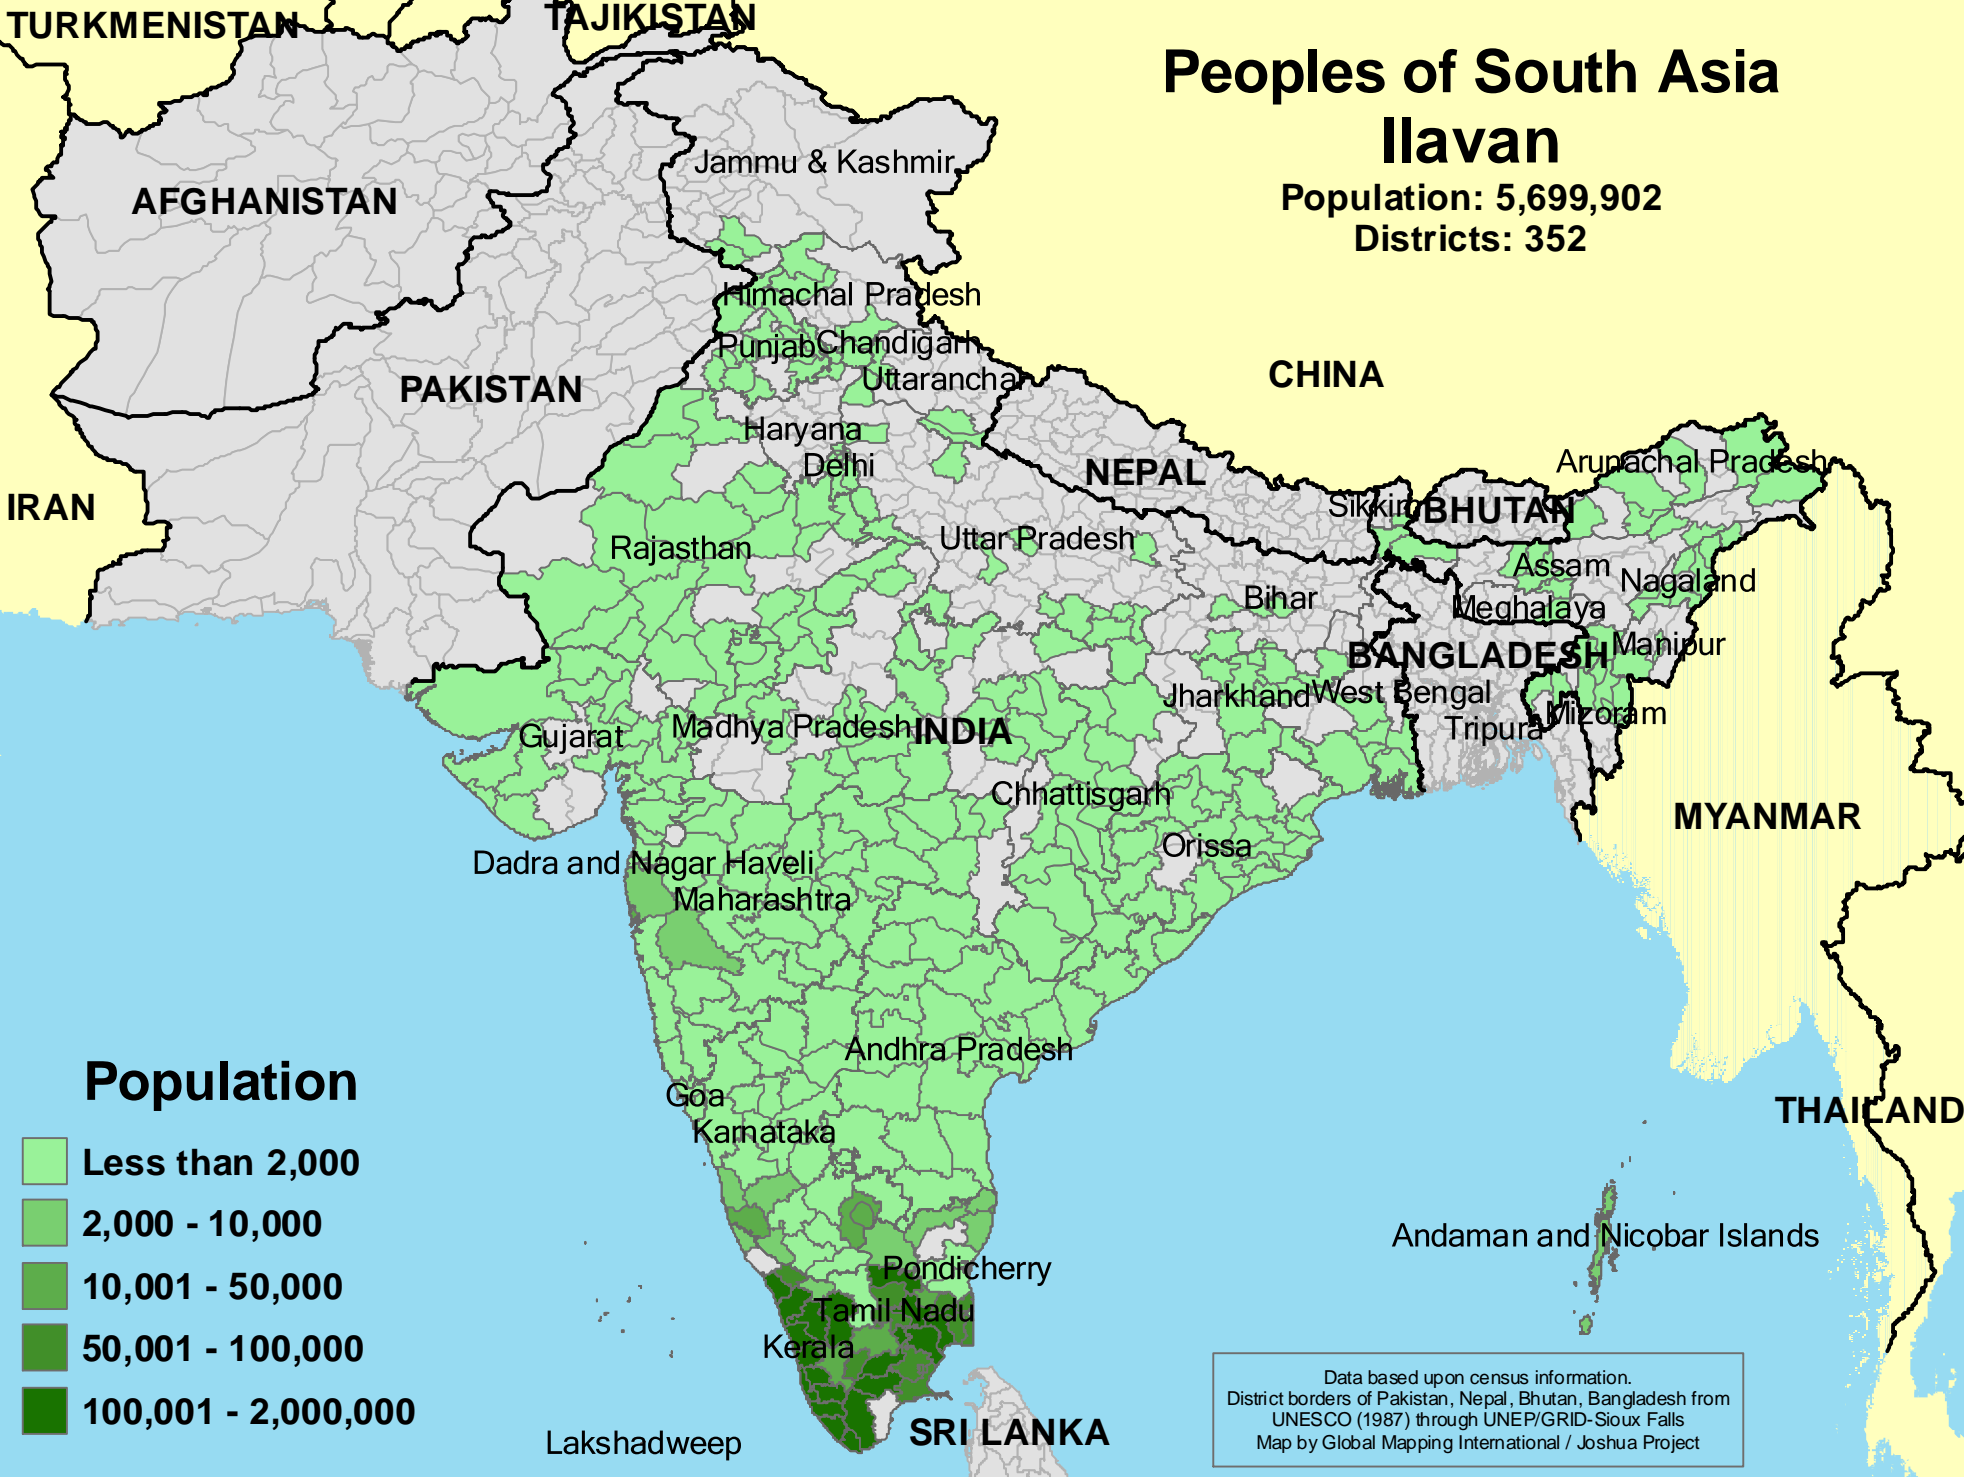 TURKMENISTAN
TAJIKISTAN
Peoples of South Asia
Ilavan
Population: 5,699,902
Districts: 352
Jammu & Kashmir
AFGHANISTAN
Himachal Pradesh
Punjab
Chandigarh
CHINA
PAKISTAN
Uttaranchal
Haryana
Delhi
NEPAL
Arunachal Pradesh
IRAN
Sikkim
BHUTAN
Rajasthan
Uttar Pradesh
Assam
Nagaland
Bihar
Meghalaya
BANGLADESH
Manipur
Jharkhand
West Bengal
Mizoram
Gujarat
Madhya Pradesh
INDIA
Tripura
Chhattisgarh
MYANMAR
Orissa
Dadra and Nagar Haveli
Maharashtra
Andhra Pradesh
Goa
Karnataka
THAILAND
Andaman and Nicobar Islands
Pondicherry
Tamil Nadu
Kerala
SRI LANKA
Lakshadweep
Population
Less than 2,000
2,000 - 10,000
10,001 - 50,000
50,001 - 100,000
100,001 - 2,000,000
Data based upon census information.
District borders of Pakistan, Nepal, Bhutan, Bangladesh from
UNESCO (1987) through UNEP/GRID-Sioux Falls
Map by Global Mapping International / Joshua Project